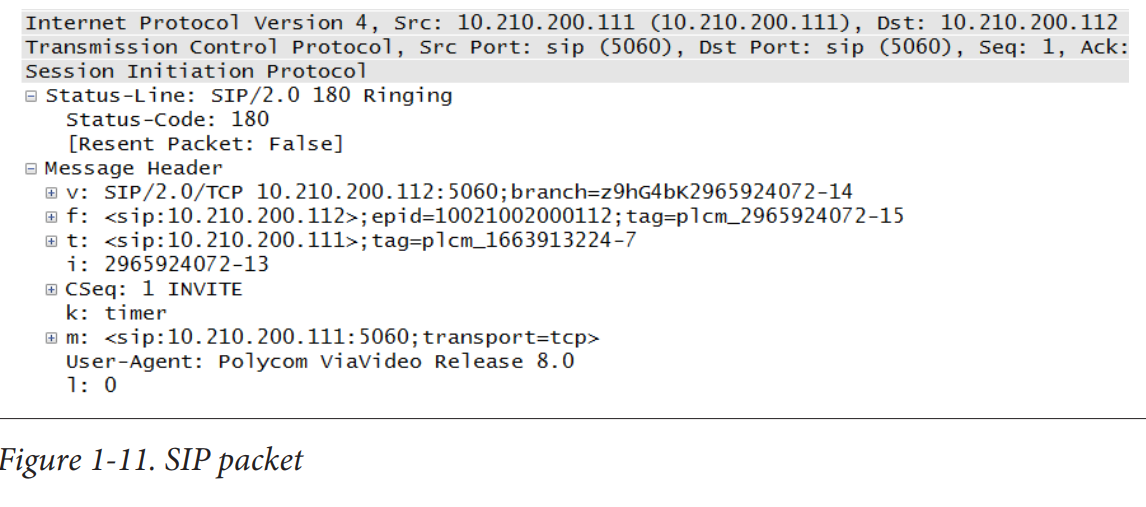 Internet Protocol Version 4, Src: 10.210.200.111 (10.210.200.111), Dst: 10.210.200.112
Transmission Control Protocol, Src Port: sip (5060), Dst Port: sip (5060), Seq: 1, Ack:
Session Initiation Protocol
Status-Line: SIP/2.0 180 Ringing
Status-Code: 180
[Resent Packet: False]
Message Header
v: SIP/2.0/TCP 10.210.200.112:5060;branch=z9hG4bK2965924072-14
f: <sip:10.210.200.112>;epid=10021002000112;tag=plcm_2965924072-15
t: <sip:10.210.200.111>;tag=plcm_1663913224-7
i: 2965924072-13
CSeq: 1 INVITE
k: timer
m: <sip:10.210.200.111:5060;transport=tcp>
User-Agent: Polycom ViaVideo Release 8.0
l: 0
Figure 1-11. SIP packet